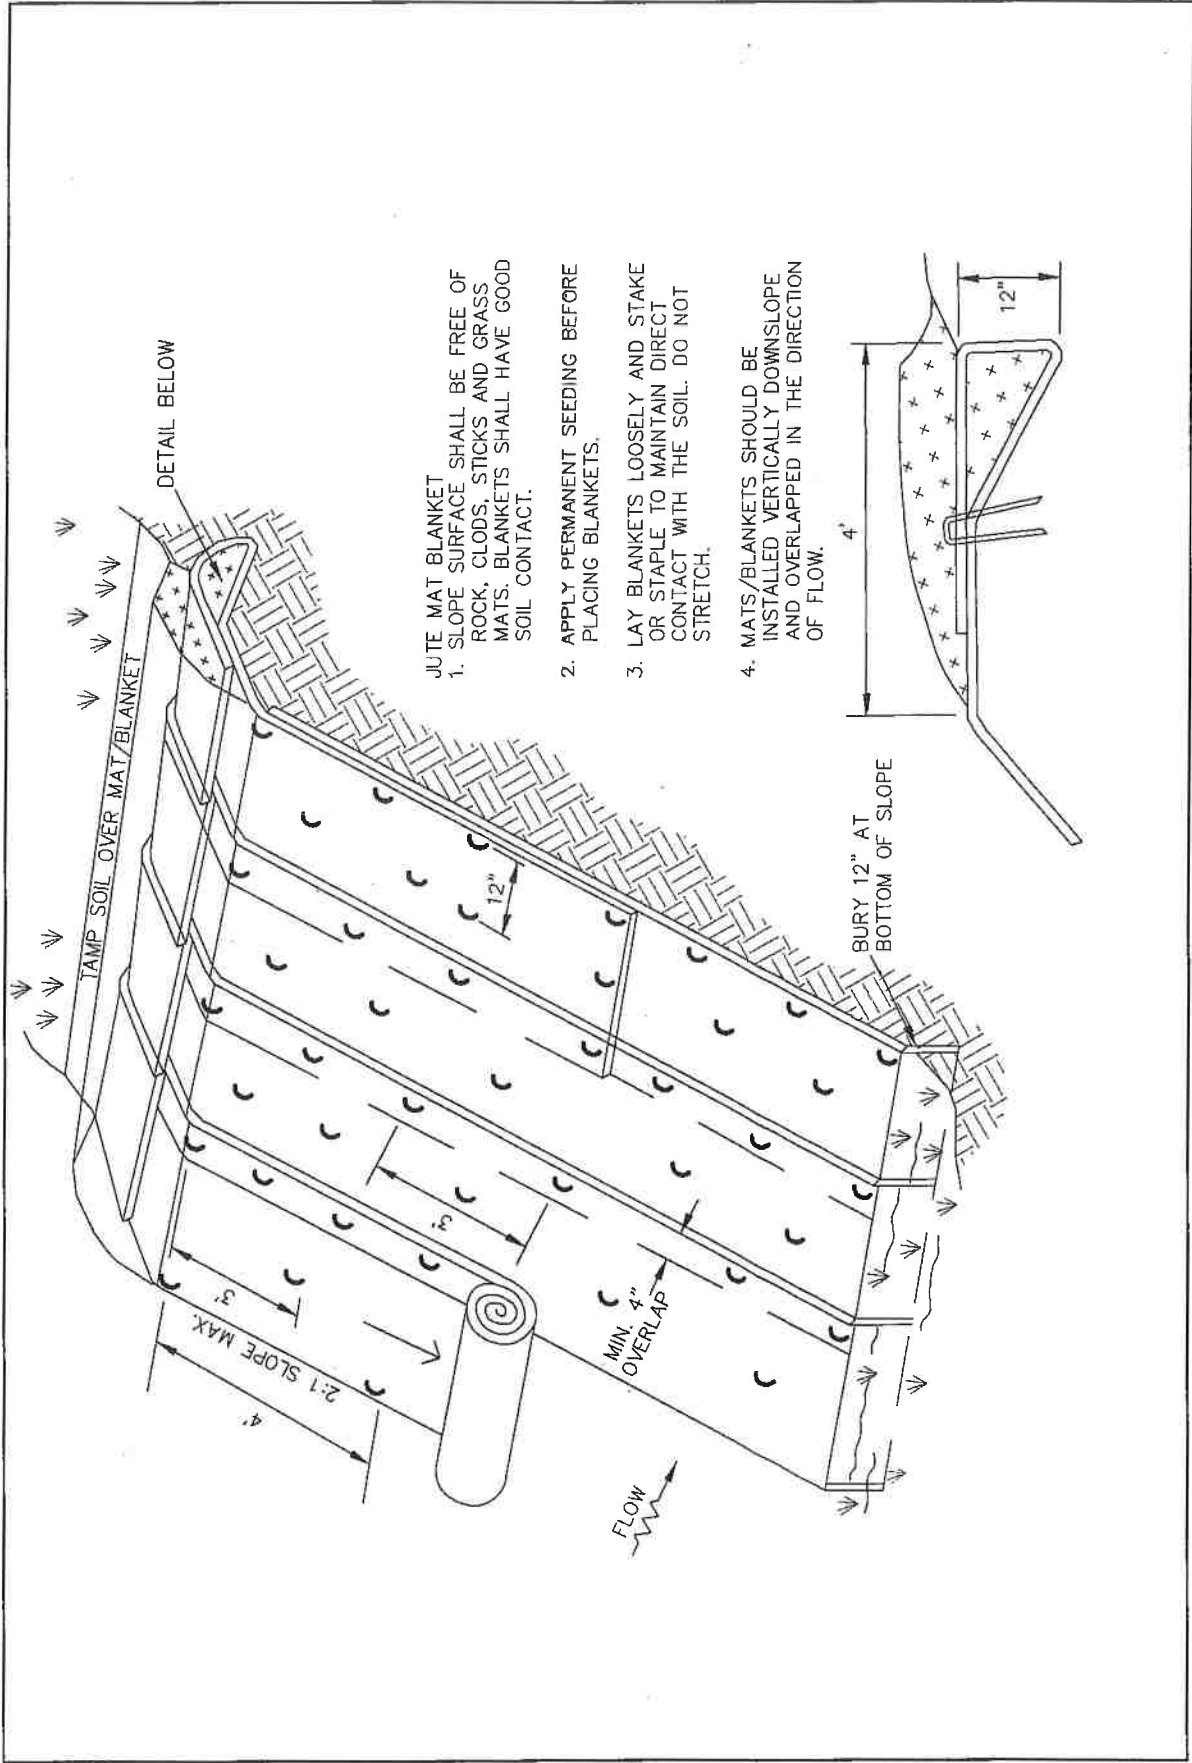 TAMP SOIL OVER MAT/BLANKET
DETAIL BELOW
2:1 SLOPE MAX.
4'
3'
3'
12"
MIN. 4"
OVERLAP
FLOW
BURY 12" AT
BOTTOM OF SLOPE
JUTE MAT BLANKET
1. SLOPE SURFACE SHALL BE FREE OF
ROCK, CLODS, STICKS AND GRASS
MATS. BLANKETS SHALL HAVE GOOD
SOIL CONTACT.
2. APPLY PERMANENT SEEDING BEFORE
PLACING BLANKETS.
3. LAY BLANKETS LOOSELY AND STAKE
OR STAPLE TO MAINTAIN DIRECT
CONTACT WITH THE SOIL. DO NOT
STRETCH.
4. MATS/BLANKETS SHOULD BE
INSTALLED VERTICALLY DOWNSLOPE
AND OVERLAPPED IN THE DIRECTION
OF FLOW.
4'
12"